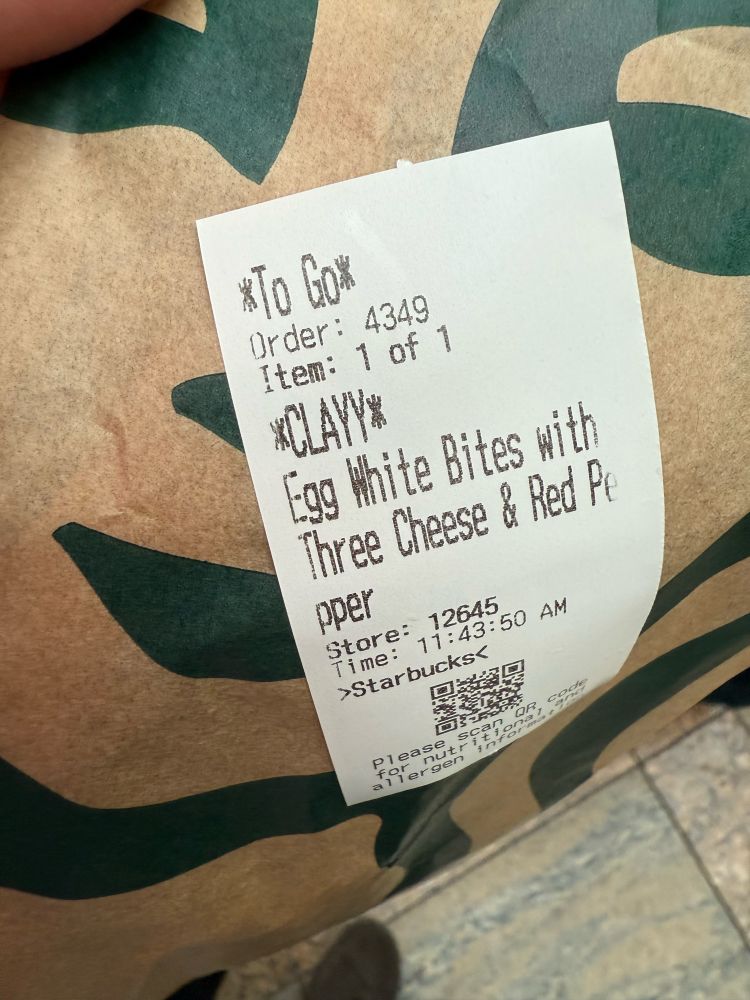 *To Go*
Order: 4349
Item: 1 of 1
*CLAYY*
Egg White Bites with
Three Cheese & Red Pe
pper
Store: 12645
Time: 11:43:50 AM
>Starbucks<
Please scan QR code
for nutritional and
allergen information